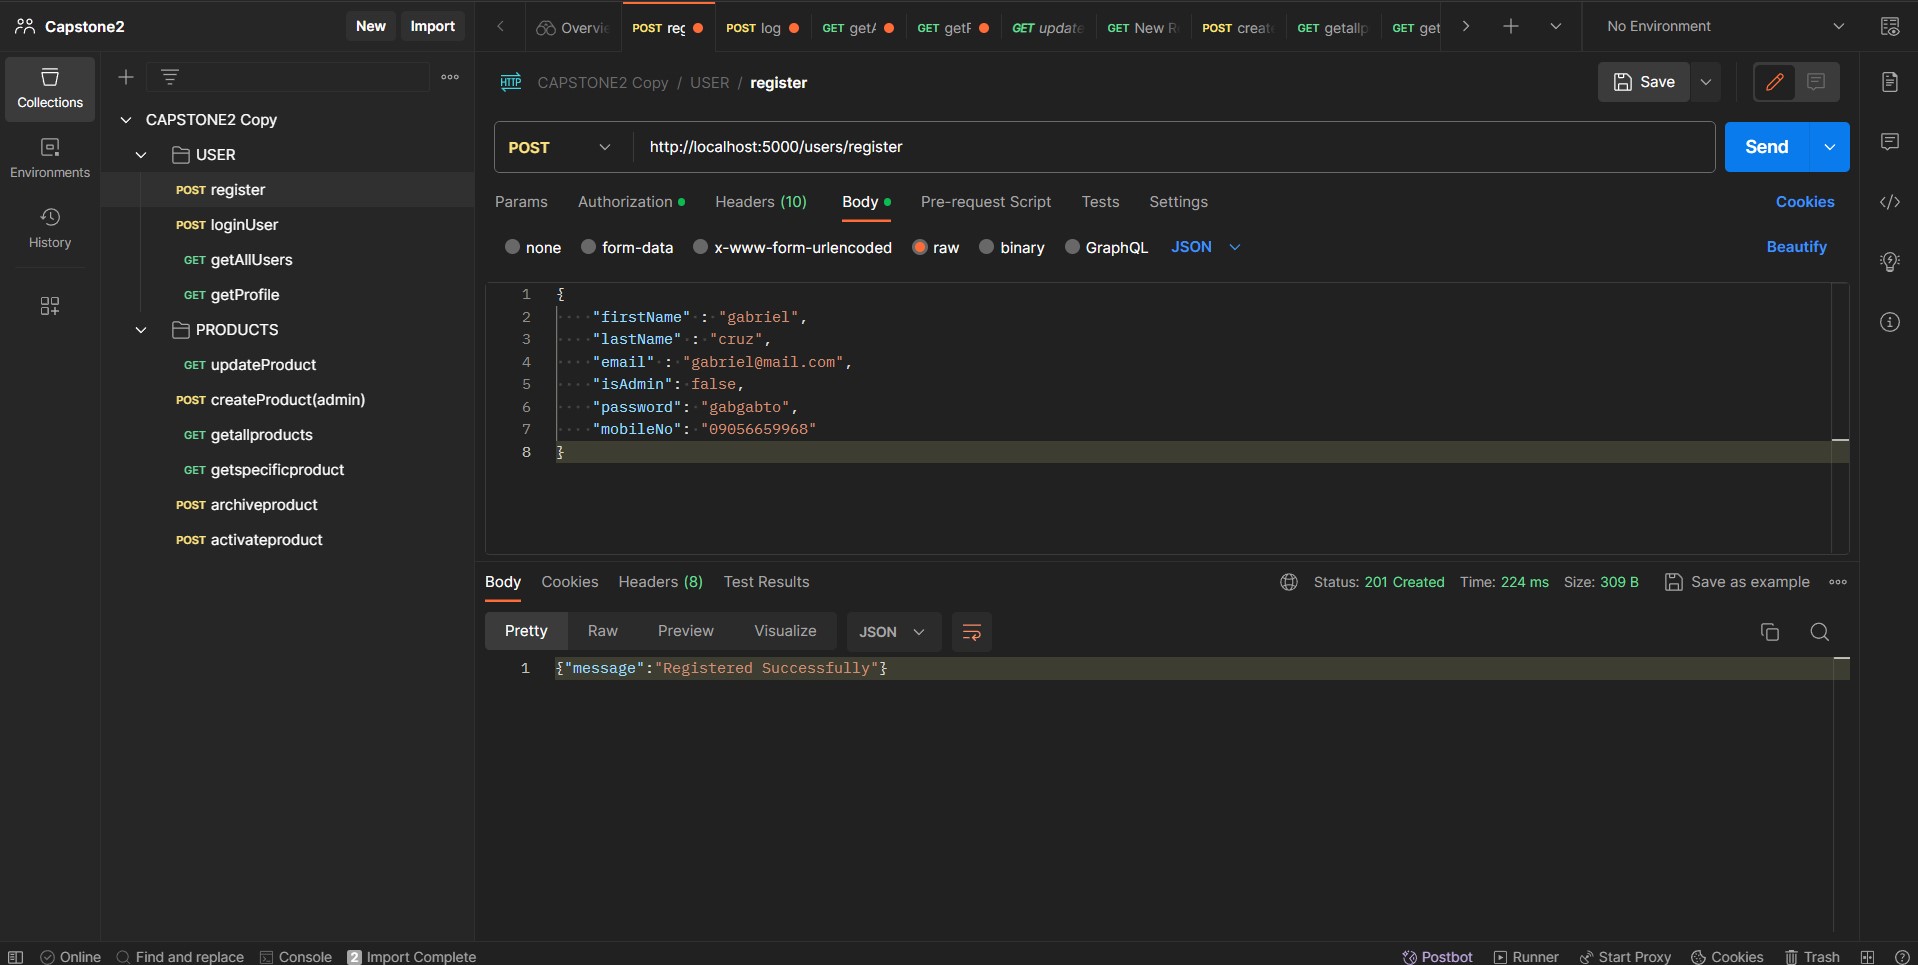 Capstone2
New
Import
Overvie
POST reg
POST log
GET getA
GET getP
GET update
GET New R
POST creat
GET getallp
GET get
No Environment
Collections
Environments
History
CAPSTONE2 Copy
USER
POST register
POST loginUser
GET getAllUsers
GET getProfile
PRODUCTS
GET updateProduct
POST createProduct(admin)
GET getallproducts
GET getspecificproduct
POST archiveproduct
POST activateproduct
HTTP CAPSTONE2 Copy / USER / register
Save
POST http://localhost:5000/users/register
Send
Params Authorization Headers (10) Body Pre-request Script Tests Settings Cookies
none form-data x-www-form-urlencoded raw binary GraphQL JSON Beautify
1 {
2 "firstName" : "gabriel",
3 "lastName" : "cruz",
4 "email" : "gabriel@mail.com",
5 "isAdmin": false,
6 "password": "gabgabto",
7 "mobileNo": "09056659968"
8 }
Body Cookies Headers (8) Test Results Status: 201 Created Time: 224 ms Size: 309 B Save as example
Pretty Raw Preview Visualize JSON
1 {"message":"Registered Successfully"}
Online Find and replace Console 2 Import Complete Postbot Runner Start Proxy Cookies Trash